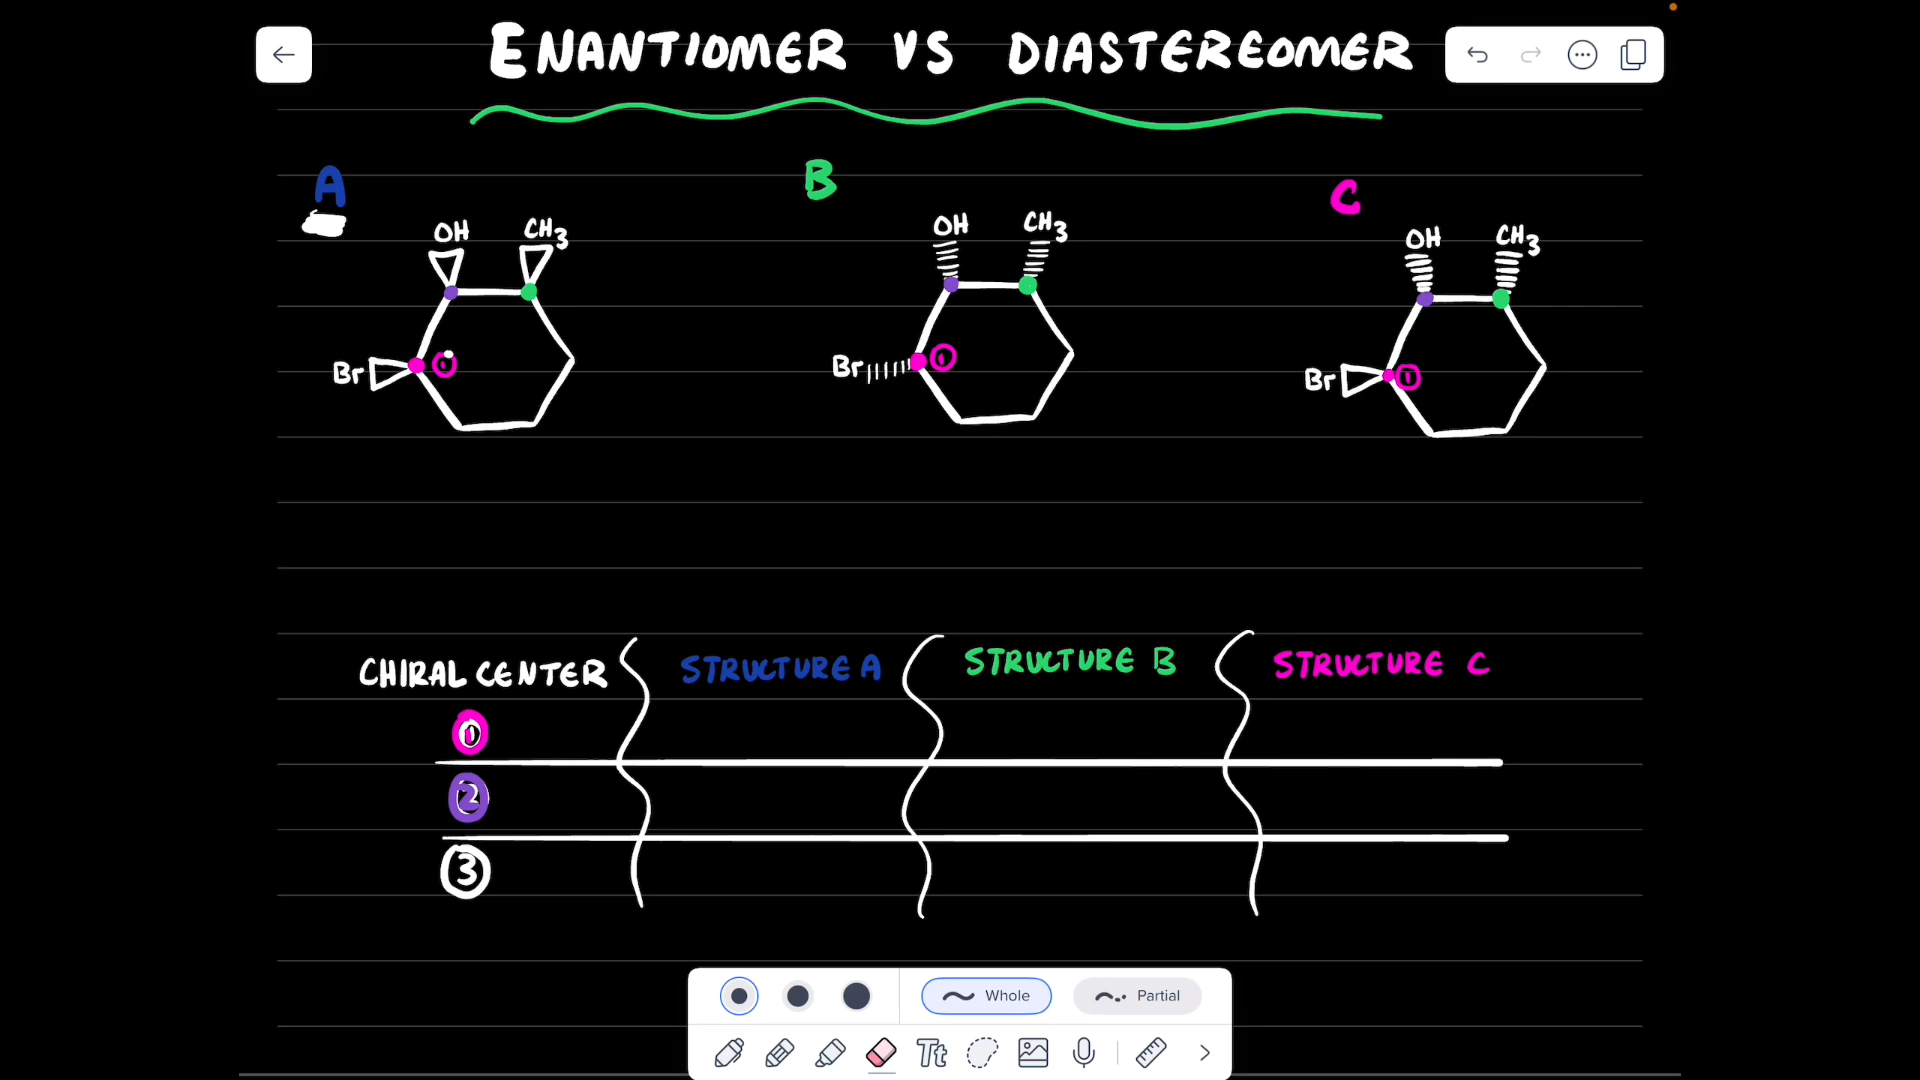 ENANTIOMER VS DIASTEREOMER
A
B
C
OH CH3
OH CH3
OH CH3
Br 1
Br 1
Br 1
CHIRAL CENTER STRUCTURE A STRUCTURE B STRUCTURE C
1
2
3
Whole Partial
Tt